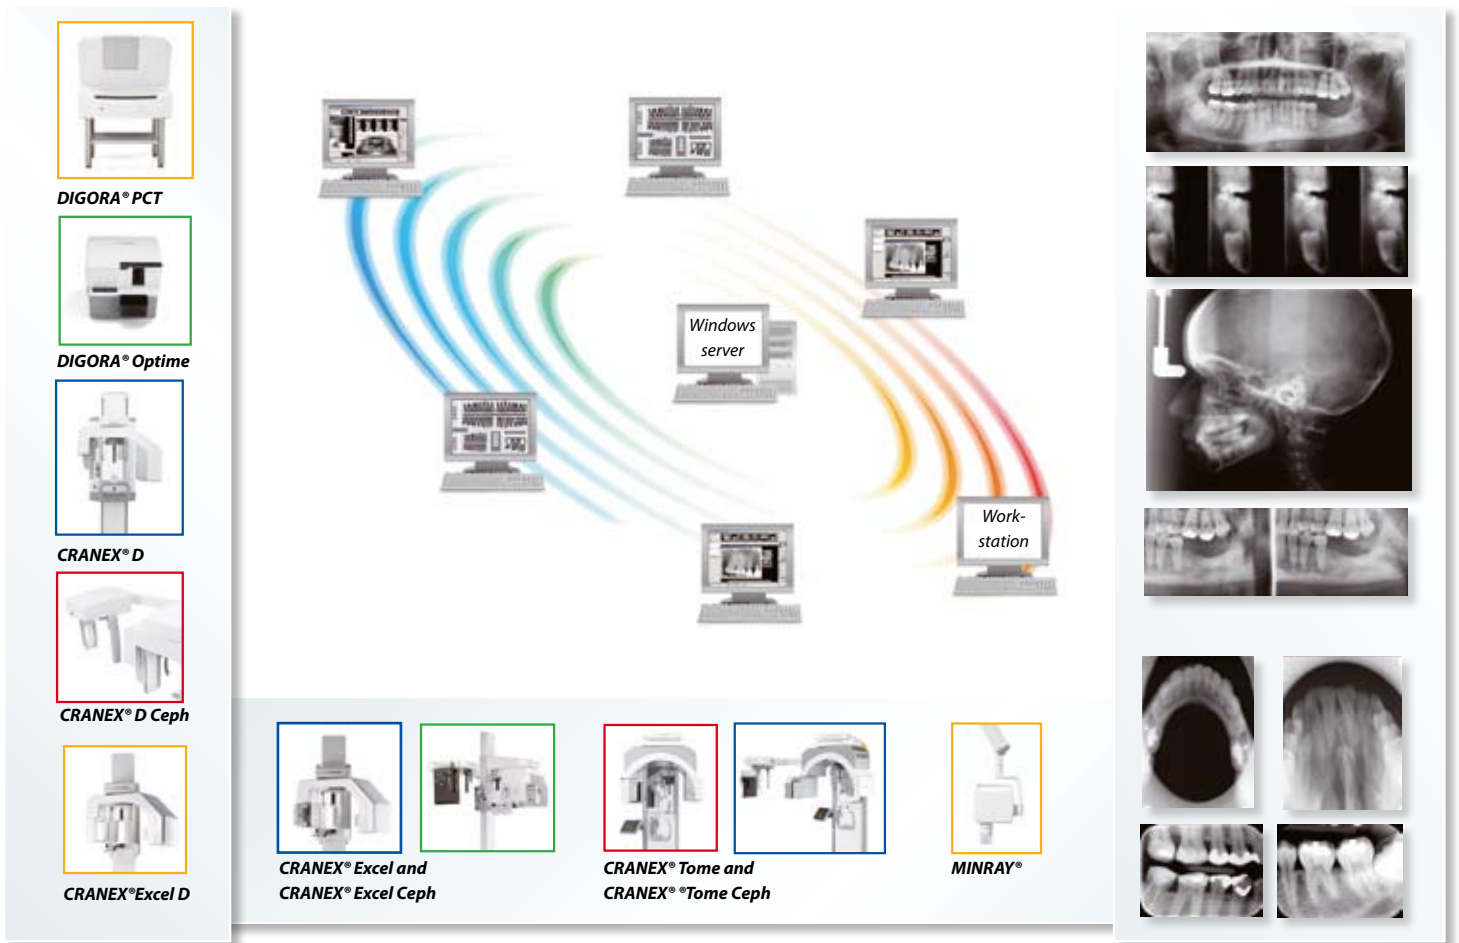 DIGORA® PCT
DIGORA® Optime
CRANEX® D
CRANEX® D Ceph
CRANEX®Excel D
Windows
server
Work-
station
CRANEX® Excel and
CRANEX® Excel Ceph
CRANEX® Tome and
CRANEX® ®Tome Ceph
MINRAY®